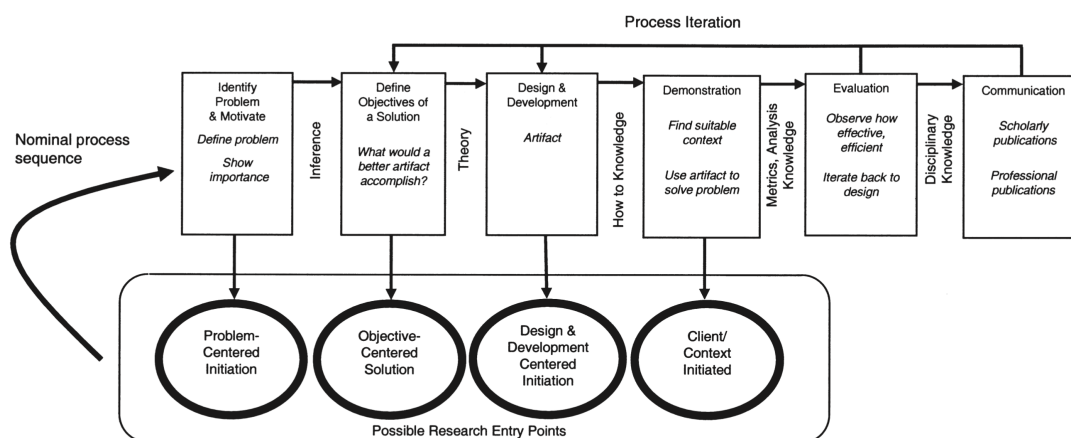 Process Iteration
Nominal process
sequence
Identify
Problem
& Motivate
Define problem
Show
importance
Inference
Define
Objectives of
a Solution
What would a
better artifact
accomplish?
Theory
Design &
Development
Artifact
How to Knowledge
Demonstration
Find suitable
context
Use artifact to
solve problem
Metrics, Analysis
Knowledge
Evaluation
Observe how
effective,
efficient
Iterate back to
design
Disciplinary
Knowledge
Communication
Scholarly
publications
Professional
publications
Problem-
Centered
Initiation
Objective-
Centered
Solution
Design &
Development
Centered
Initiation
Client/
Context
Initiated
Possible Research Entry Points